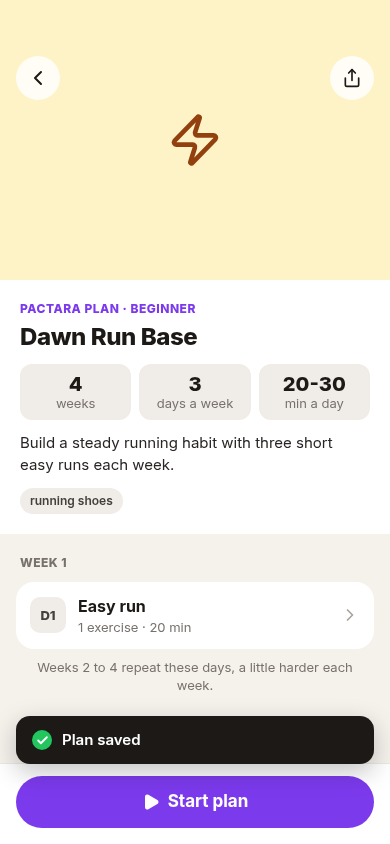 PACTARA PLAN · BEGINNER
Dawn Run Base
4
weeks
3
days a week
20-30
min a day
Build a steady running habit with three short
easy runs each week.
running shoes
WEEK 1
D1
Easy run
1 exercise · 20 min
Weeks 2 to 4 repeat these days, a little harder each
week.
Plan saved
Start plan